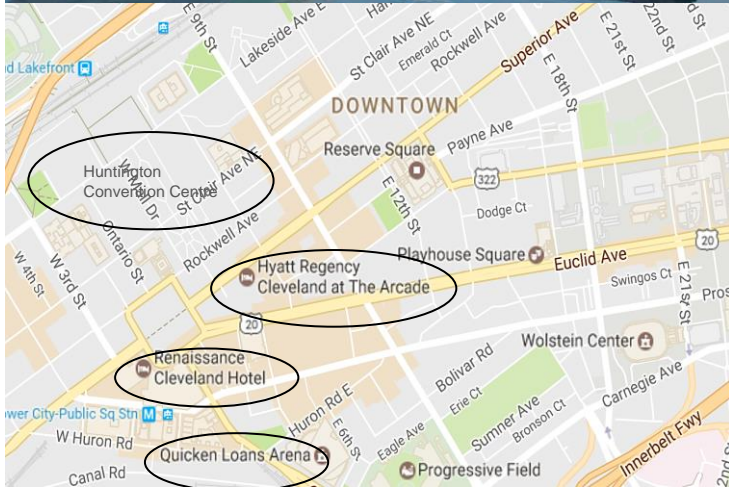 E 9th St
Lakeside Ave E
Ha
St Clair Ave NE
Emerald Ct
Rockwell Ave
Superior Ave
E 18th St
E 21st St
22nd St
2nd St
d Lakefront
DOWNTOWN
Reserve Square
Payne Ave
322
E 12th St
Dodge Ct
Huntington
Convention Centre
W Mall Dr
St Clair Ave NE
Rockwell Ave
Ontario St
W 3rd St
W 4th St
Playhouse Square
Euclid Ave
20
Hyatt Regency
Cleveland at The Arcade
20
Swingos Ct
E 21st St
Pros
Wolstein Center
Renaissance
Cleveland Hotel
Bolivar Rd
Erie Ct
Carnegie Ave
Sumner Ave
Bronson Ct
ower City-Public Sq Stn
M
Huron Rd E
E 6th St
Eagle Ave
W Huron Rd
Quicken Loans Arena
Innerbelt Fwy
2nd
Canal Rd
Progressive Field